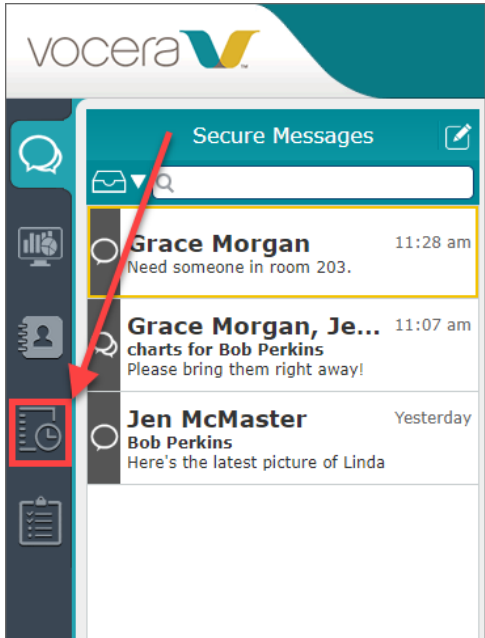 vocera
Secure Messages
Grace Morgan 11:28 am
Need someone in room 203.
Grace Morgan, Je... 11:07 am
charts for Bob Perkins
Please bring them right away!
Jen McMaster Yesterday
Bob Perkins
Here's the latest picture of Linda